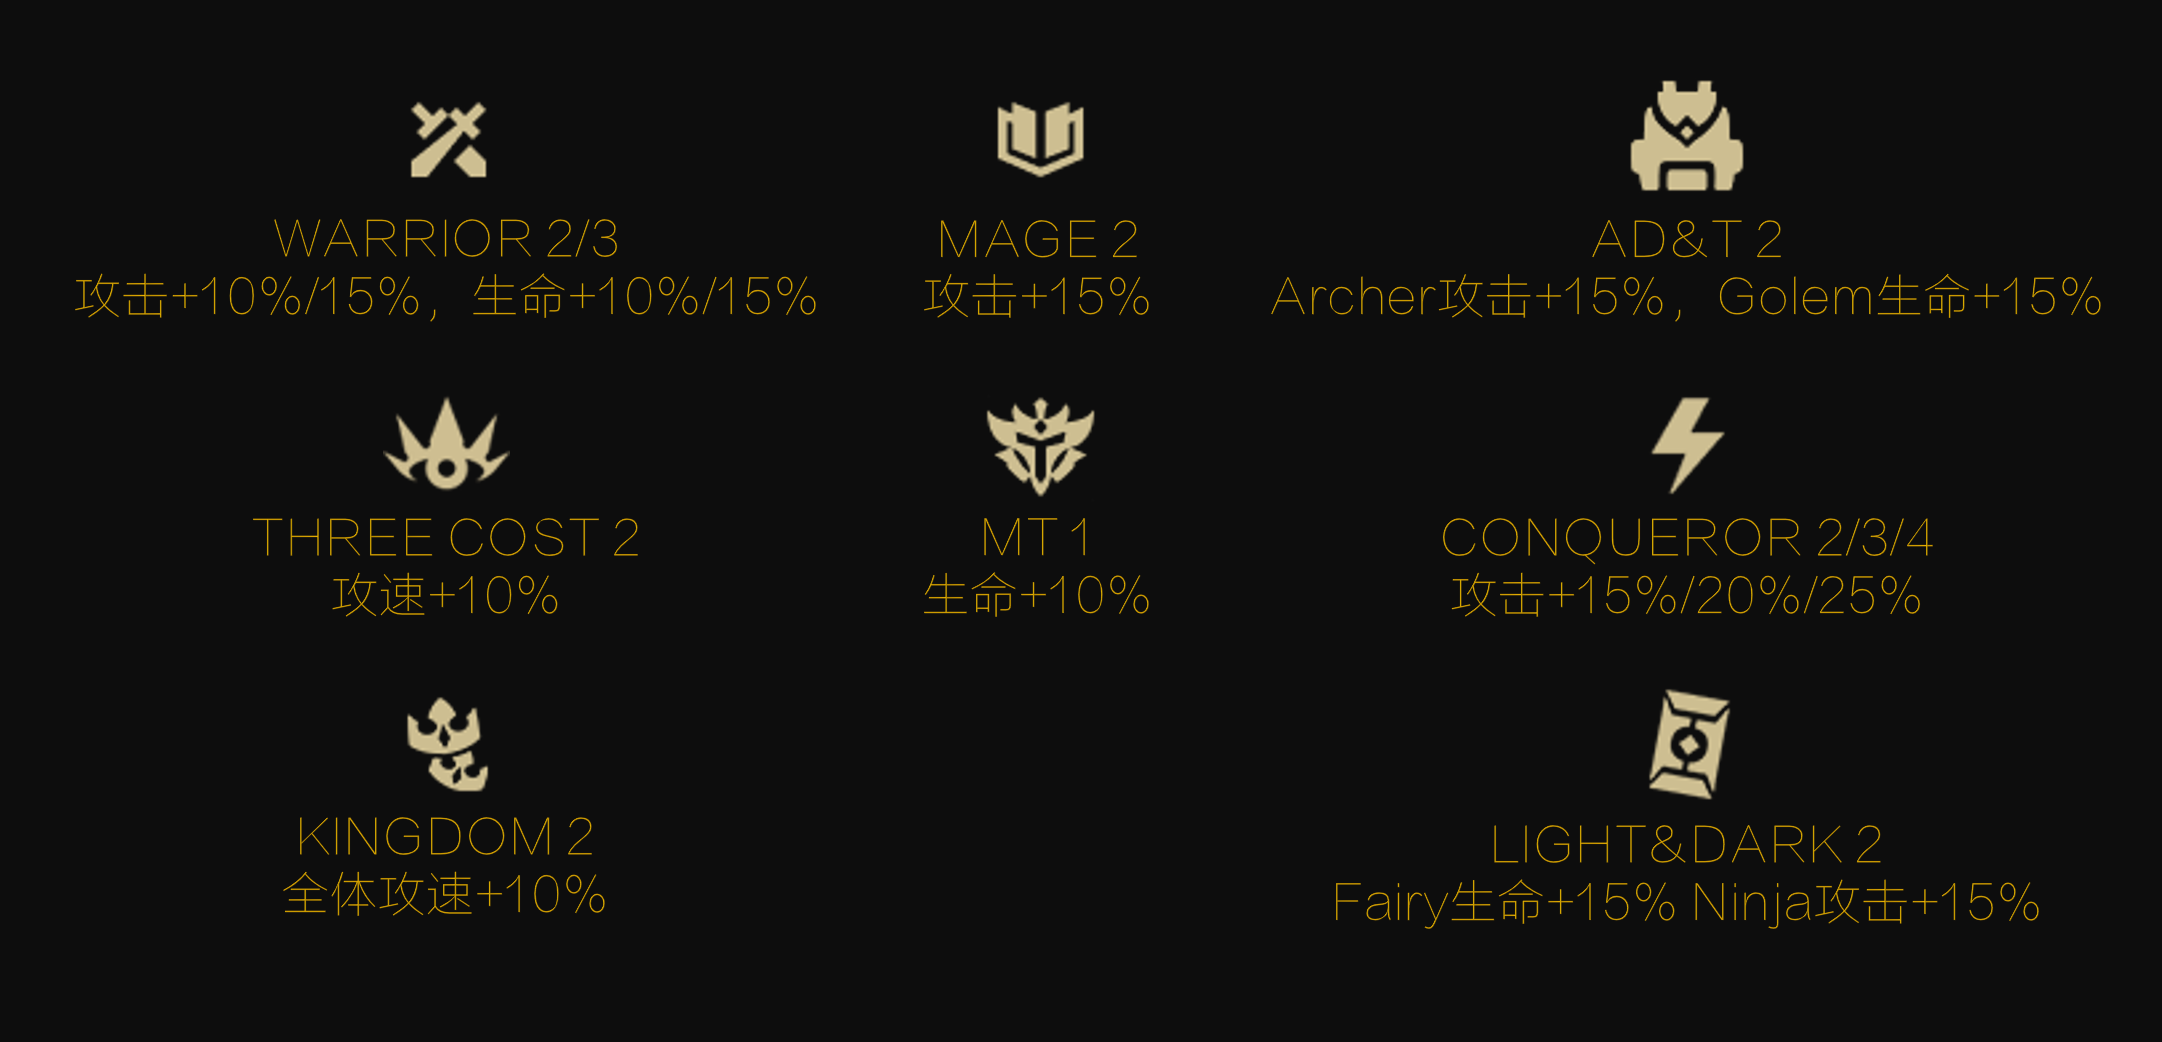 WARRIOR 2/3
攻击+10%/15%，生命+10%/15%
MAGE 2
攻击+15%
AD&T 2
Archer攻击+15%，Golem生命+15%
THREE COST 2
攻速+10%
MT 1
生命+10%
CONQUEROR 2/3/4
攻击+15%/20%/25%
KINGDOM 2
全体攻速+10%
LIGHT&DARK 2
Fairy生命+15% Ninja攻击+15%